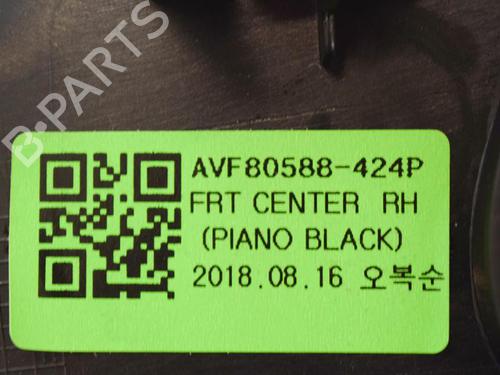 B-PARTS
AVF80588-424P
FRT CENTER RH
(PIANO BLACK)
2018.08.16 오복순